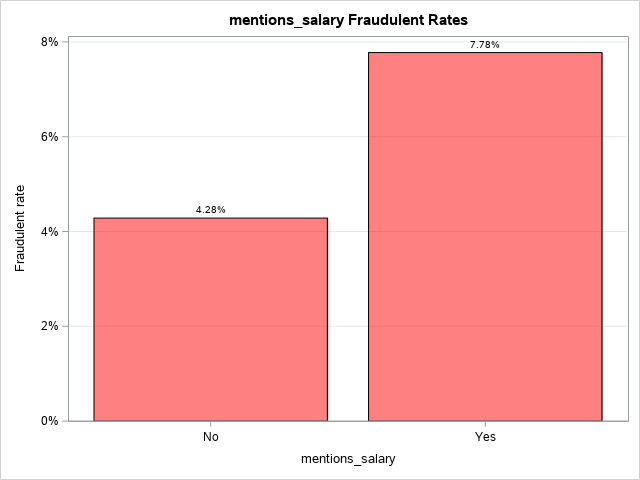 mentions_salary Fraudulent Rates
8%
7.78%
6%
4.28%
4%
Fraudulent rate
2%
0%
No
Yes
mentions_salary